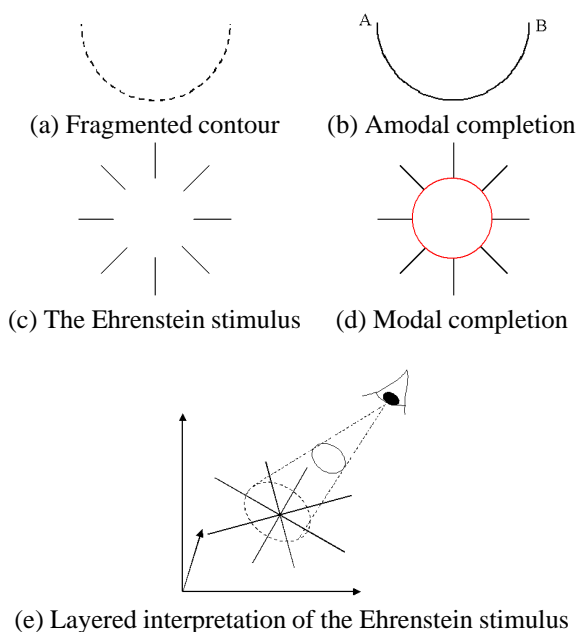 A B
(a) Fragmented contour (b) Amodal completion
(c) The Ehrenstein stimulus (d) Modal completion
(e) Layered interpretation of the Ehrenstein stimulus